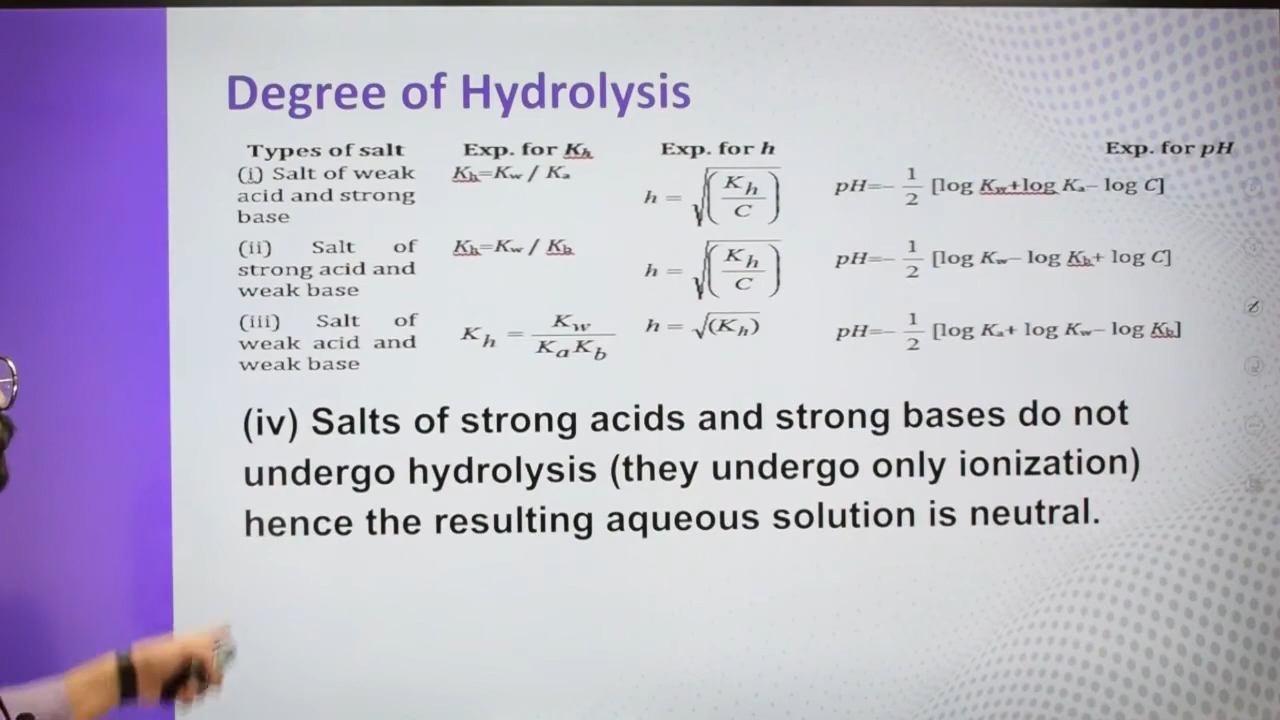 Degree of Hydrolysis
Types of salt Exp. for Kh Exp. for h Exp. for pH
(i) Salt of weak acid and strong base Kh=Kw / Ka h = √(Kh/C) pH=– 1/2 [log Kw+log Ka– log C]
(ii) Salt of strong acid and weak base Kh=Kw / Kb h = √(Kh/C) pH=– 1/2 [log Kw– log Kb+ log C]
(iii) Salt of weak acid and weak base Kh = Kw/KaKb h = √(Kh) pH=– 1/2 [log Ka+ log Kw– log Kb]
(iv) Salts of strong acids and strong bases do not
undergo hydrolysis (they undergo only ionization)
hence the resulting aqueous solution is neutral.